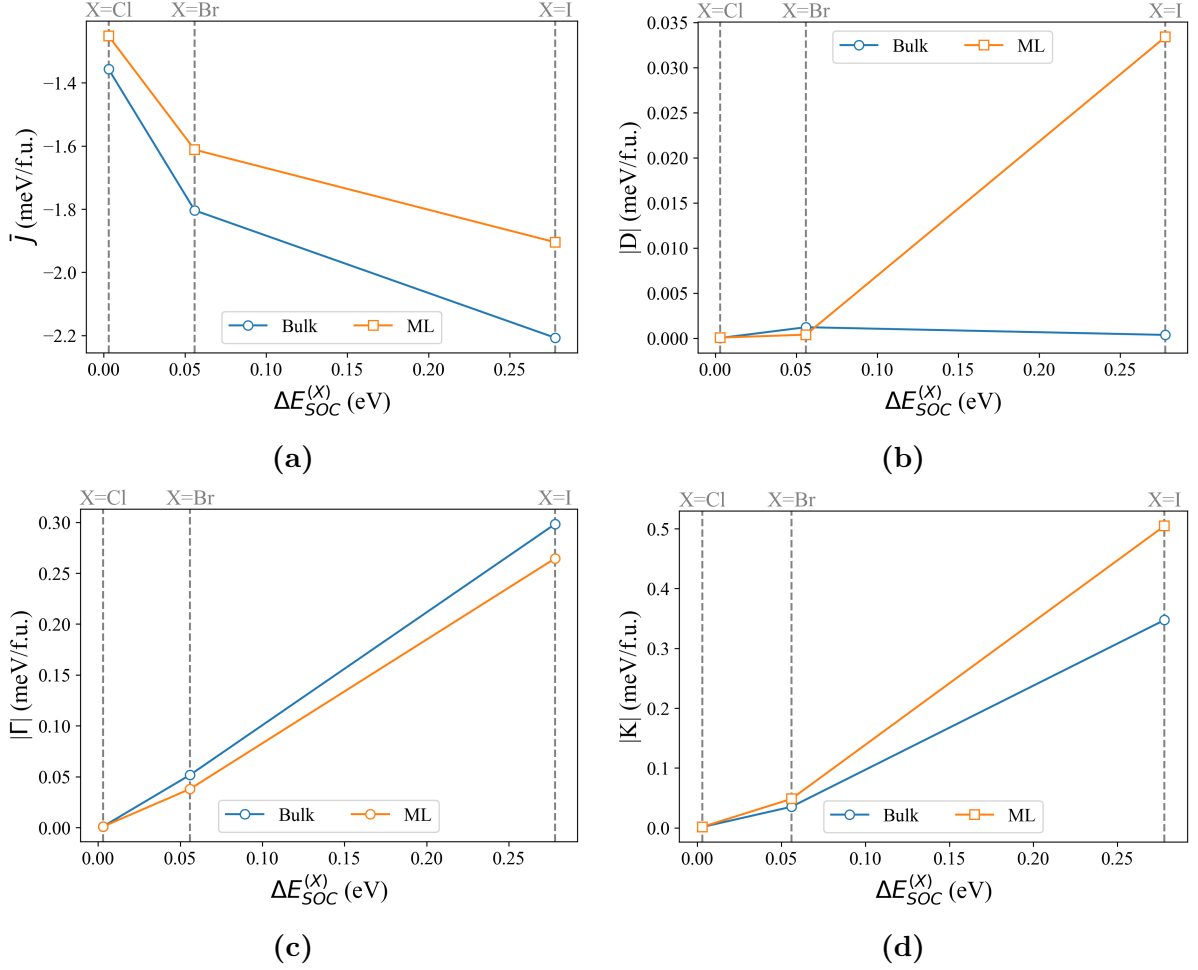 X=Cl X=Br X=I
−1.4
−1.6
−1.8
−2.0
−2.2
J̄ (meV/f.u.)
Bulk ML
0.00 0.05 0.10 0.15 0.20 0.25
ΔE_SOC^(X) (eV)
(a)
X=Cl X=Br X=I
Bulk ML
0.035
0.030
0.025
0.020
0.015
0.010
0.005
0.000
|D| (meV/f.u.)
0.00 0.05 0.10 0.15 0.20 0.25
ΔE_SOC^(X) (eV)
(b)
X=Cl X=Br X=I
0.30
0.25
0.20
0.15
0.10
0.05
0.00
|Γ| (meV/f.u.)
Bulk ML
0.00 0.05 0.10 0.15 0.20 0.25
ΔE_SOC^(X) (eV)
(c)
X=Cl X=Br X=I
0.5
0.4
0.3
0.2
0.1
0.0
|K| (meV/f.u.)
Bulk ML
0.00 0.05 0.10 0.15 0.20 0.25
ΔE_SOC^(X) (eV)
(d)